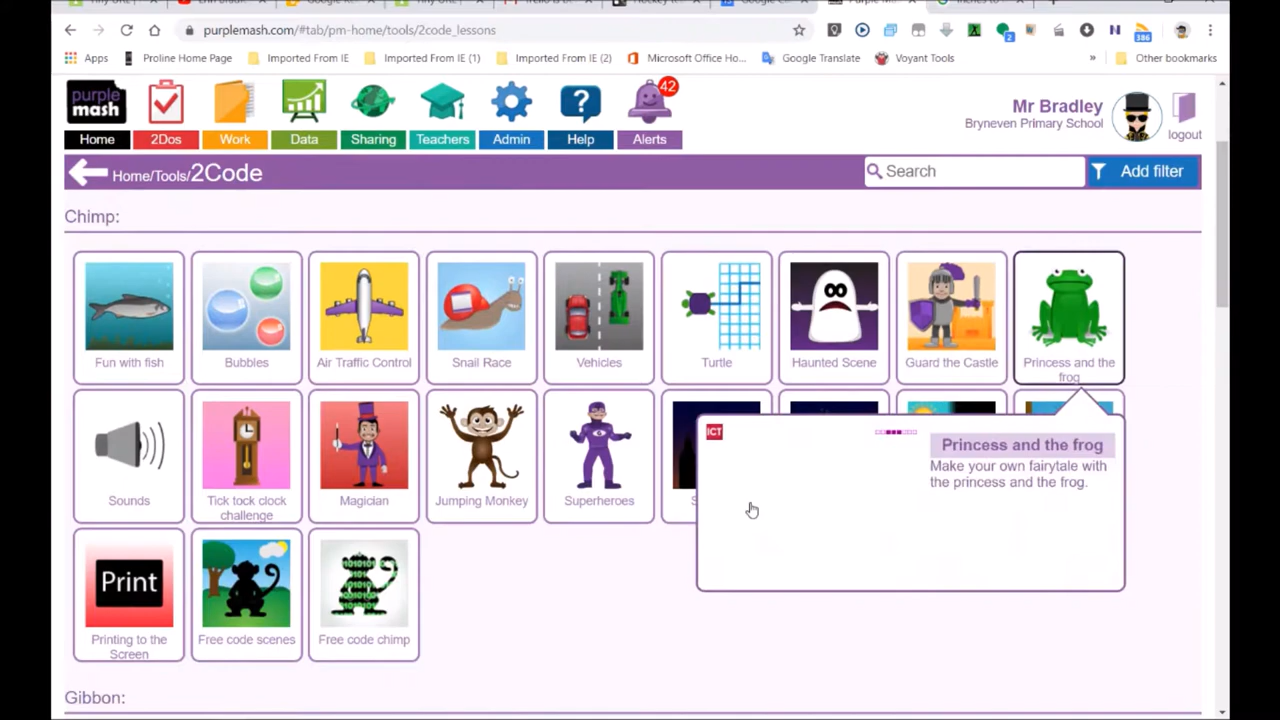 purplemash.com/#tab/pm-home/tools/2code_lessons
2
386
Apps
Proline Home Page
Imported From IE
Imported From IE (1)
Imported From IE (2)
Microsoft Office Ho...
Google Translate
Voyant Tools
»
Other bookmarks
purple
mash
42
Mr Bradley
Bryneven Primary School
logout
Home
2Dos
Work
Data
Sharing
Teachers
Admin
Help
Alerts
Home/Tools/2Code
Search
Add filter
Chimp:
Fun with fish
Bubbles
Air Traffic Control
Snail Race
Vehicles
Turtle
Haunted Scene
Guard the Castle
Princess and the
frog
Sounds
Tick tock clock
challenge
Magician
Jumping Monkey
Superheroes
S
ICT
Princess and the frog
Make your own fairytale with
the princess and the frog.
Print
Printing to the
Screen
Free code scenes
Free code chimp
Gibbon: